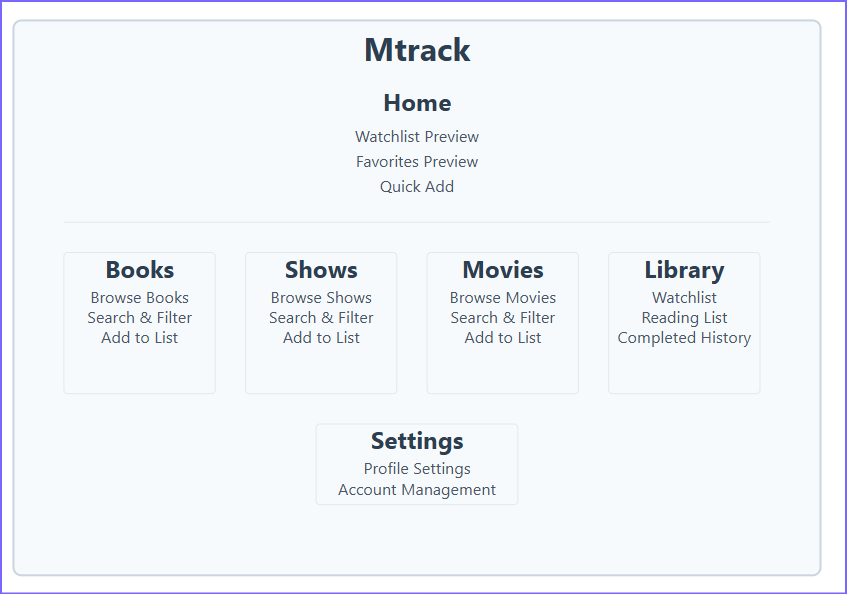 Mtrack
Home
Watchlist Preview
Favorites Preview
Quick Add
Books
Browse Books
Search & Filter
Add to List
Shows
Browse Shows
Search & Filter
Add to List
Movies
Browse Movies
Search & Filter
Add to List
Library
Watchlist
Reading List
Completed History
Settings
Profile Settings
Account Management